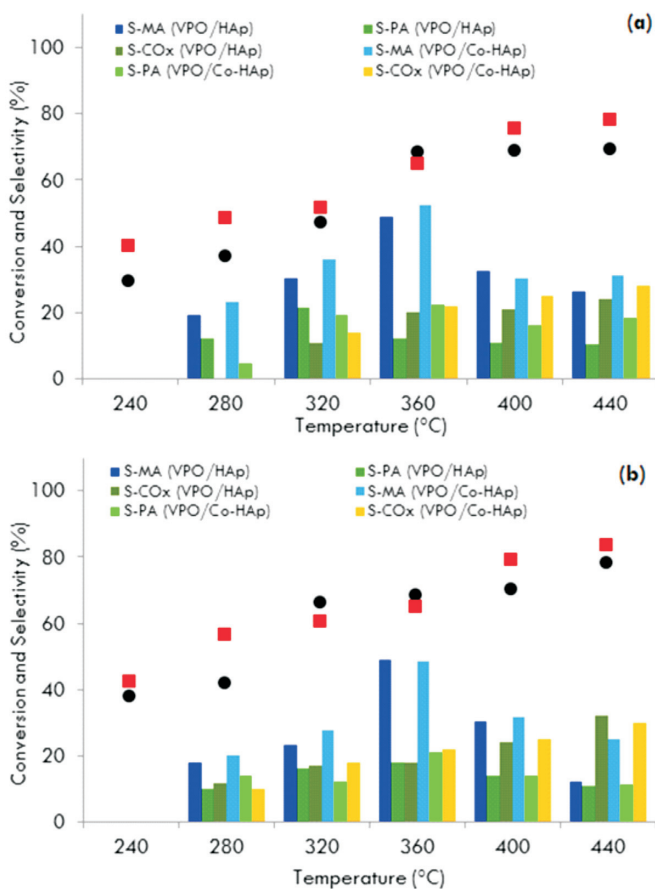 100
S-MA (VPO/HAp) S-PA (VPO/HAp) (a)
S-COx (VPO/HAp) S-MA (VPO/Co-HAp)
S-PA (VPO/Co-HAp) S-COx (VPO/Co-HAp)
80
60
40
20
0
Conversion and Selectivity (%)
240 280 320 360 400 440
Temperature (°C)
S-MA (VPO/HAp) S-PA (VPO/HAp) (b)
100
S-COx (VPO/HAp) S-MA (VPO/Co-HAp)
S-PA (VPO/Co-HAp) S-COx (VPO/Co-HAp)
80
60
40
20
0
Conversion and Selectivity (%)
240 280 320 360 400 440
Temperature (°C)